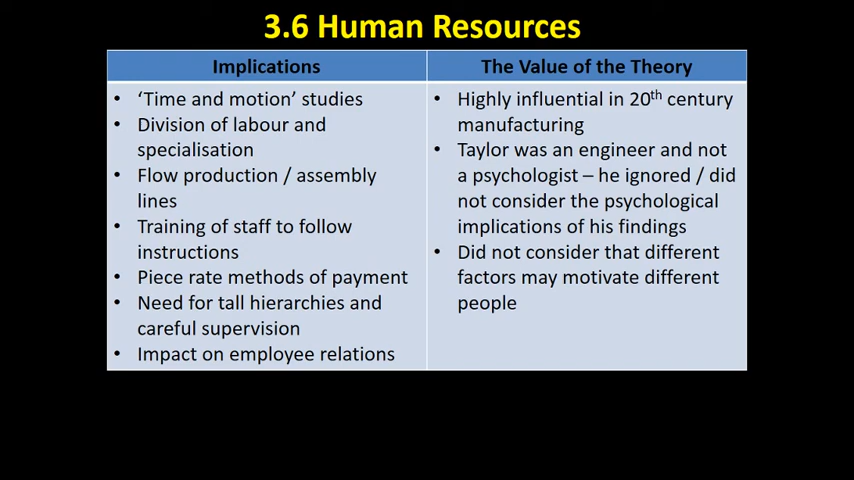 3.6 Human Resources
Implications
• ‘Time and motion’ studies
• Division of labour and
specialisation
• Flow production / assembly
lines
• Training of staff to follow
instructions
• Piece rate methods of payment
• Need for tall hierarchies and
careful supervision
• Impact on employee relations
The Value of the Theory
• Highly influential in 20th century
manufacturing
• Taylor was an engineer and not
a psychologist – he ignored / did
not consider the psychological
implications of his findings
• Did not consider that different
factors may motivate different
people